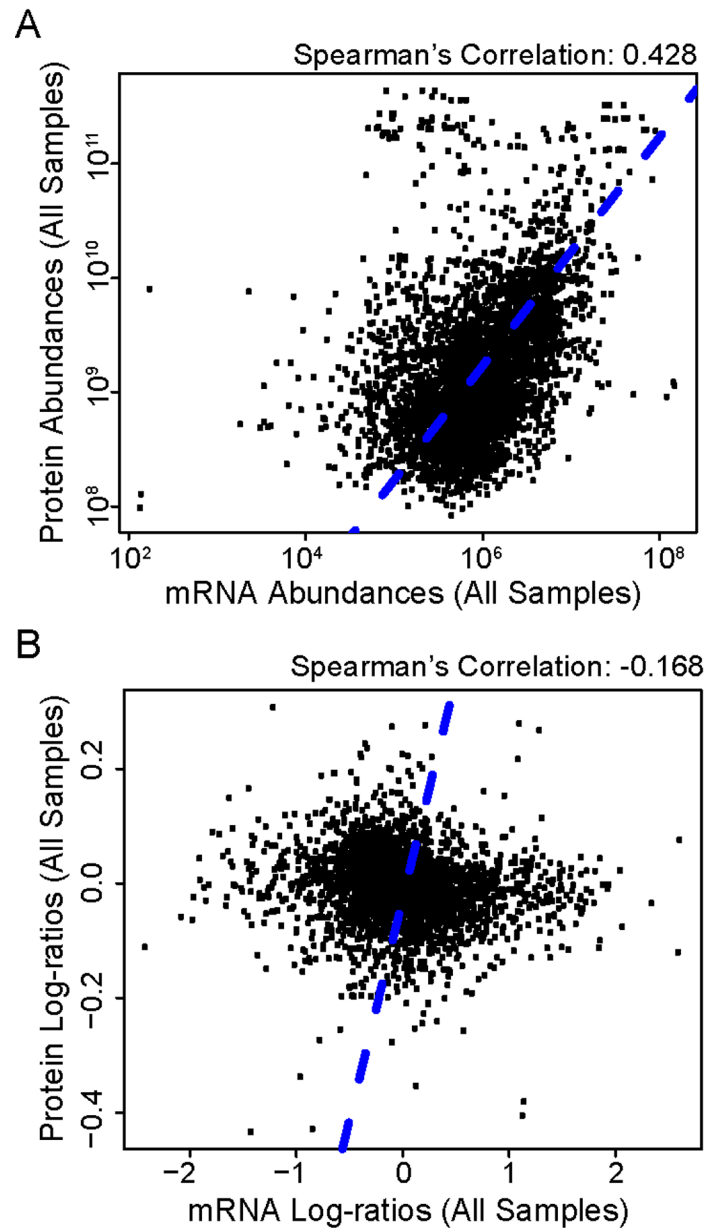 A
Spearman's Correlation: 0.428
Protein Abundances (All Samples)
10¹¹
10¹⁰
10⁹
10⁸
10² 10⁴ 10⁶ 10⁸
mRNA Abundances (All Samples)
B
Spearman's Correlation: -0.168
Protein Log-ratios (All Samples)
0.2
0.0
−0.2
−0.4
−2 −1 0 1 2
mRNA Log-ratios (All Samples)